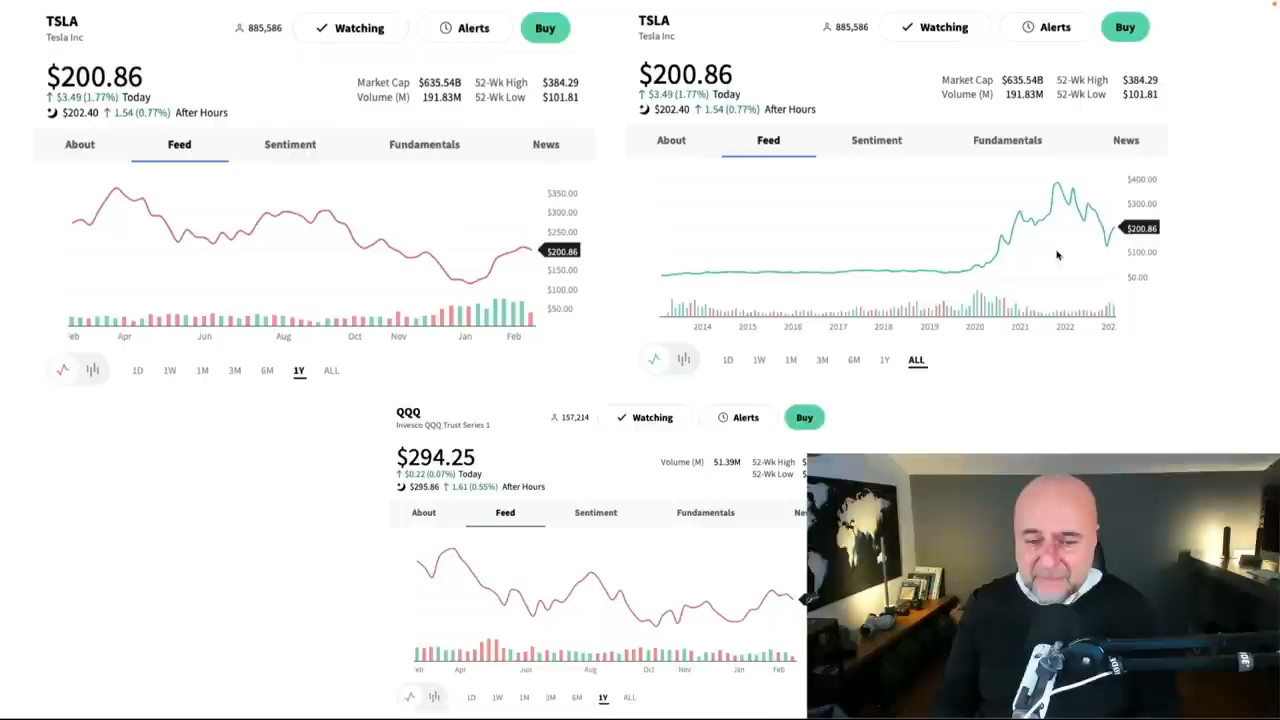 TSLA
Tesla Inc
885,586
Watching
Alerts
Buy
$200.86
↑ $3.49 (1.77%) Today
$202.40 ↑ 1.54 (0.77%) After Hours
Market Cap $635.54B 52-Wk High $384.29
Volume (M) 191.83M 52-Wk Low $101.81
About Feed Sentiment Fundamentals News
$350.00
$300.00
$250.00
$200.86
$150.00
$100.00
$50.00
Feb Apr Jun Aug Oct Nov Jan Feb
1D 1W 1M 3M 6M 1Y ALL
TSLA
Tesla Inc
885,586
Watching
Alerts
Buy
$200.86
↑ $3.49 (1.77%) Today
$202.40 ↑ 1.54 (0.77%) After Hours
Market Cap $635.54B 52-Wk High $384.29
Volume (M) 191.83M 52-Wk Low $101.81
About Feed Sentiment Fundamentals News
$400.00
$300.00
$200.86
$100.00
$0.00
2014 2015 2016 2017 2018 2019 2020 2021 2022 202
1D 1W 1M 3M 6M 1Y ALL
QQQ
Invesco QQQ Trust Series 1
157,214
Watching
Alerts
Buy
$294.25
↑ $0.22 (0.07%) Today
$295.86 ↑ 1.61 (0.55%) After Hours
Volume (M) 51.39M 52-Wk High $
52-Wk Low $
About Feed Sentiment Fundamentals Ne
eb Apr Jun Aug Oct Nov Jan Feb
1D 1W 1M 3M 6M 1Y ALL